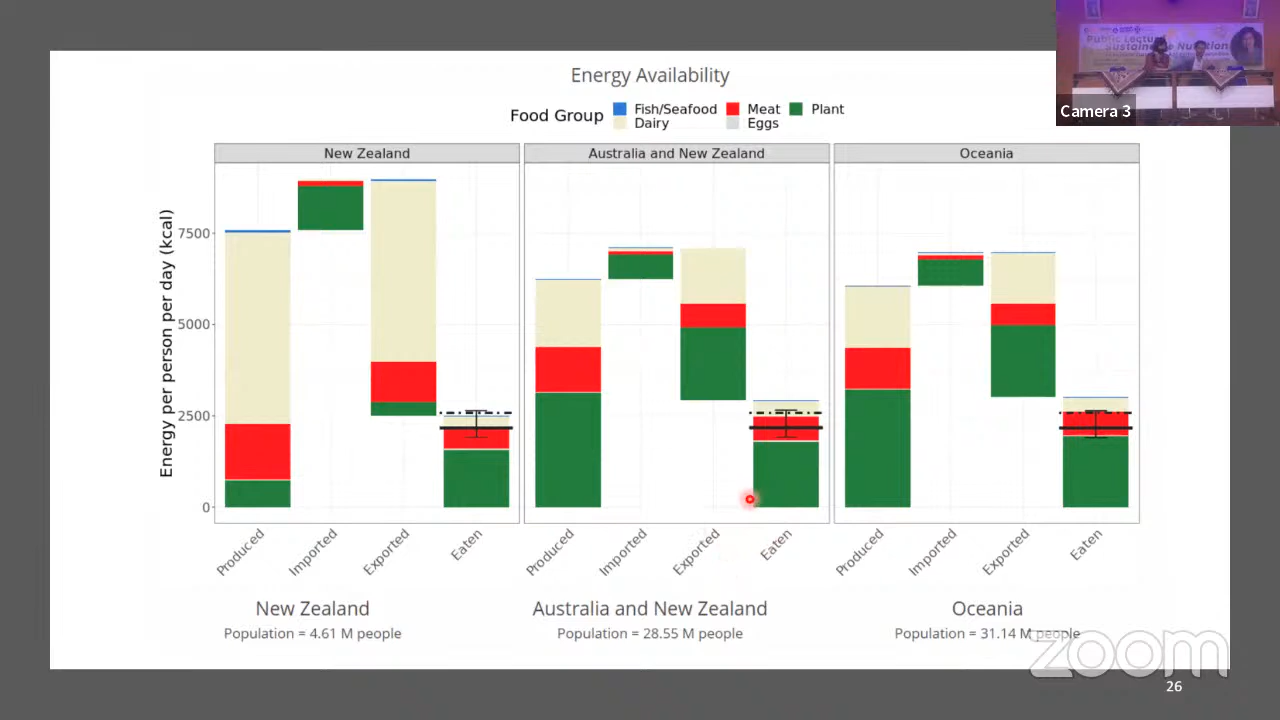 Public Lecture
Sustainable Nutrition
Camera 3
Energy Availability
Food Group
Fish/Seafood
Meat
Plant
Dairy
Eggs
New Zealand
Australia and New Zealand
Oceania
Energy per person per day (kcal)
7500
5000
2500
0
Produced
Imported
Exported
Eaten
Produced
Imported
Exported
Eaten
Produced
Imported
Exported
Eaten
New Zealand
Australia and New Zealand
Oceania
Population = 4.61 M people
Population = 28.55 M people
Population = 31.14 M people
zoom
26